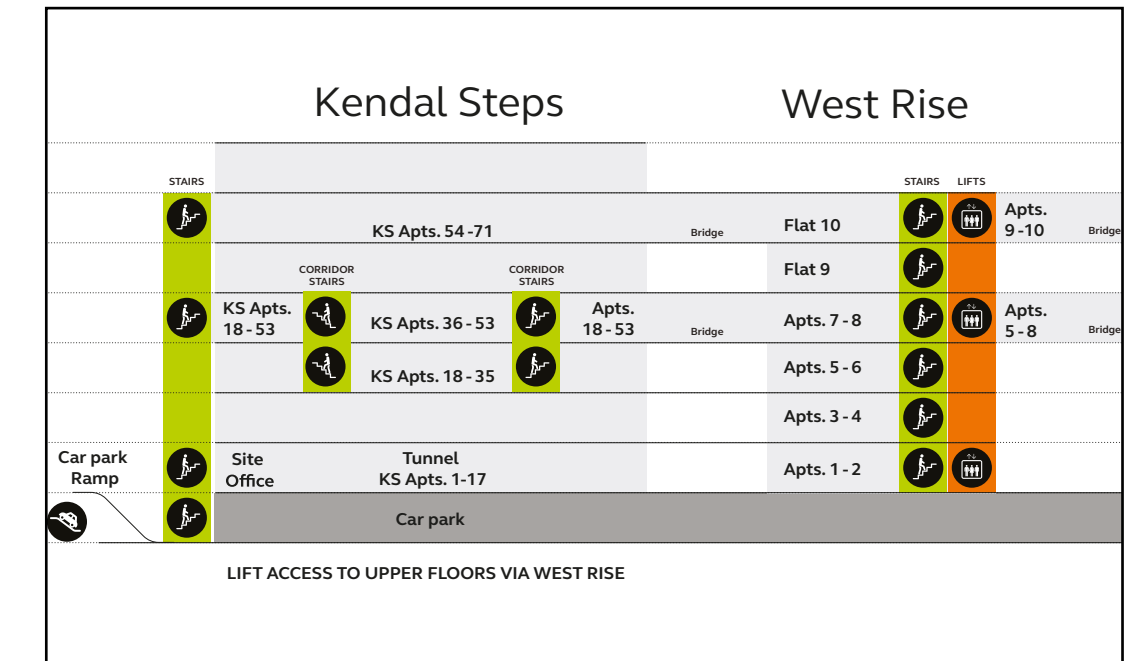 Kendal Steps
West Rise
STAIRS
STAIRS
LIFTS
KS Apts. 54 -71
Bridge
Flat 10
Apts.
9 -10
Bridge
CORRIDOR
STAIRS
CORRIDOR
STAIRS
Flat 9
KS Apts.
18 - 53
KS Apts. 36 - 53
Apts.
18 - 53
Bridge
Apts. 7 - 8
Apts.
5 - 8
Bridge
KS Apts. 18 - 35
Apts. 5 - 6
Apts. 3 - 4
Car park
Ramp
Site
Office
Tunnel
KS Apts. 1-17
Apts. 1 - 2
Car park
LIFT ACCESS TO UPPER FLOORS VIA WEST RISE